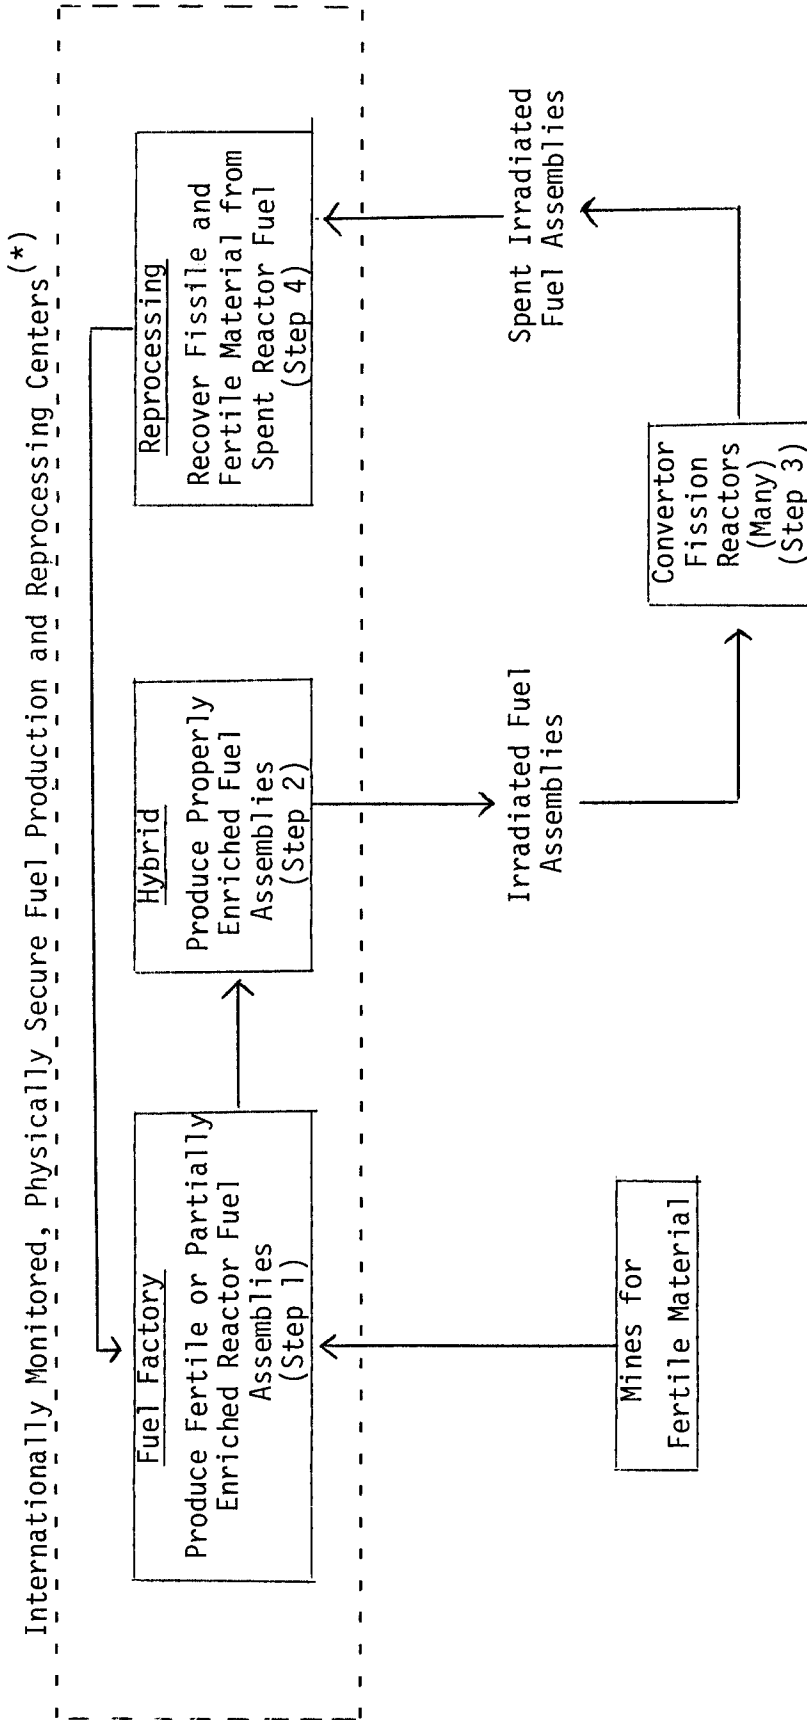 Internationally Monitored, Physically Secure Fuel Production and Reprocessing Centers(*)
Fuel Factory
Produce Fertile or Partially
Enriched Reactor Fuel
Assemblies
(Step 1)
Hybrid
Produce Properly
Enriched Fuel
Assemblies
(Step 2)
Reprocessing
Recover Fissile and
Fertile Material from
Spent Reactor Fuel
(Step 4)
Irradiated Fuel
Assemblies
Spent Irradiated
Fuel Assemblies
Mines for
Fertile Material
Convertor
Fission
Reactors
(Many)
(Step 3)